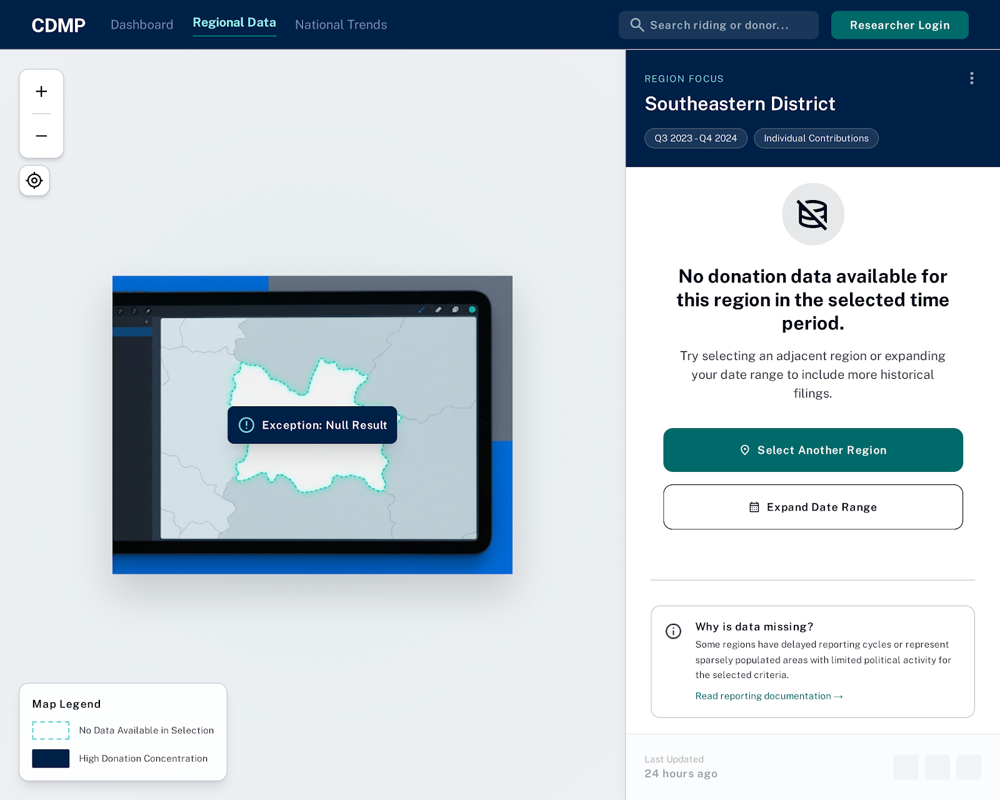 CDMP
Dashboard
Regional Data
National Trends
Search riding or donor...
Researcher Login
REGION FOCUS
Southeastern District
Q3 2023 - Q4 2024
Individual Contributions
Exception: Null Result
No donation data available for
this region in the selected time
period.
Try selecting an adjacent region or expanding
your date range to include more historical
filings.
Select Another Region
Expand Date Range
Why is data missing?
Some regions have delayed reporting cycles or represent
sparsely populated areas with limited political activity for
the selected criteria.
Read reporting documentation →
Map Legend
No Data Available in Selection
High Donation Concentration
Last Updated
24 hours ago